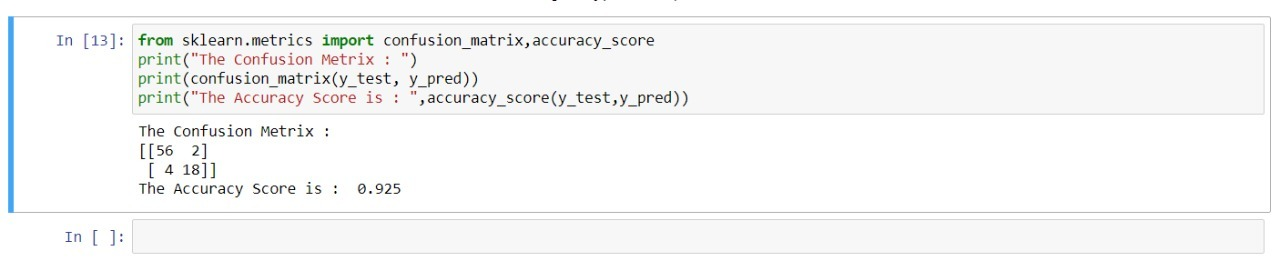 In [13]: from sklearn.metrics import confusion_matrix,accuracy_score
print("The Confusion Metrix : ")
print(confusion_matrix(y_test, y_pred))
print("The Accuracy Score is : ",accuracy_score(y_test,y_pred))
The Confusion Metrix :
[[56  2]
 [ 4 18]]
The Accuracy Score is :  0.925
In [ ]: